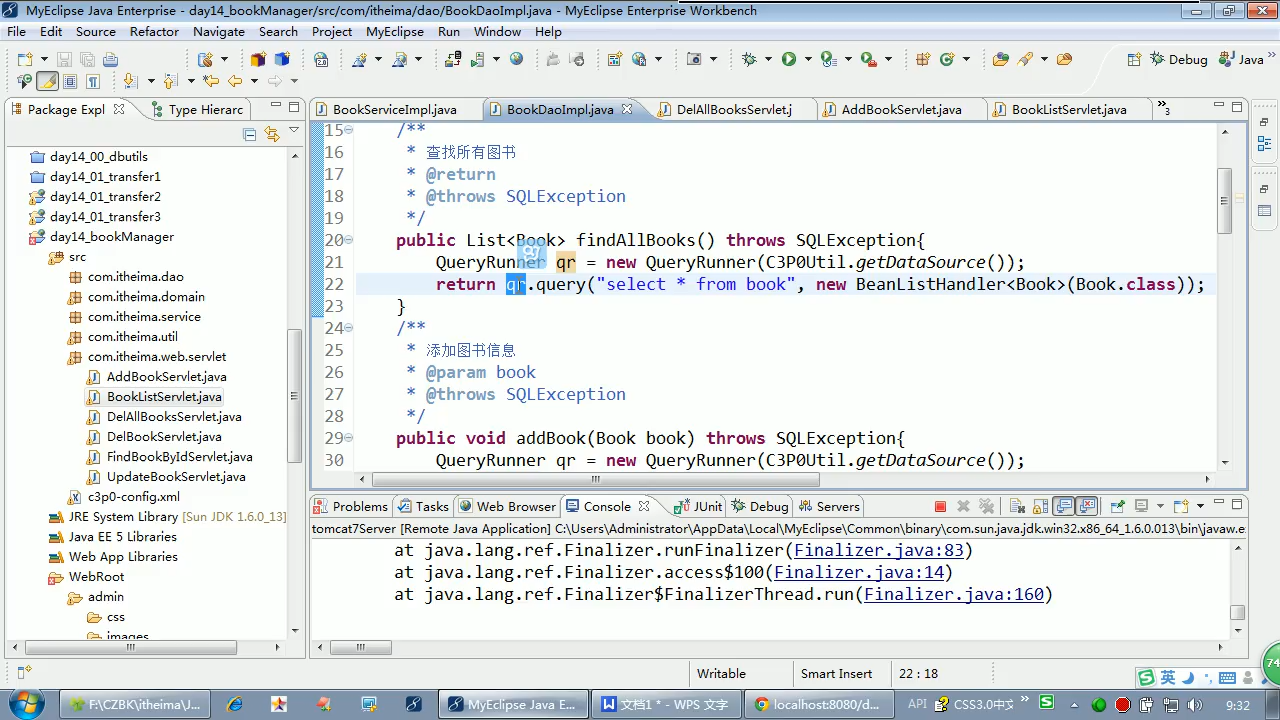 MyEclipse Java Enterprise - day14_bookManager/src/com/itheima/dao/BookDaoImpl.java - MyEclipse Enterprise Workbench
File Edit Source Refactor Navigate Search Project MyEclipse Run Window Help
Debug Java
Package Expl Type Hierarc
BookServiceImpl.java BookDaoImpl.java DelAllBooksServlet.j AddBookServlet.java BookListServlet.java »3
day14_00_dbutils
day14_01_transfer1
day14_01_transfer2
day14_01_transfer3
day14_bookManager
src
com.itheima.dao
com.itheima.domain
com.itheima.service
com.itheima.util
com.itheima.web.servlet
AddBookServlet.java
BookListServlet.java
DelAllBooksServlet.java
DelBookServlet.java
FindBookByIdServlet.java
UpdateBookServlet.java
c3p0-config.xml
JRE System Library [Sun JDK 1.6.0_13]
Java EE 5 Libraries
Web App Libraries
WebRoot
admin
css
images
15 /**
16 * 查找所有图书
17 * @return
18 * @throws SQLException
19 */
20 public List<Book> findAllBooks() throws SQLException{
21 QueryRunner qr = new QueryRunner(C3P0Util.getDataSource());
22 return qr.query("select * from book", new BeanListHandler<Book>(Book.class));
23 }
24 /**
25 * 添加图书信息
26 * @param book
27 * @throws SQLException
28 */
29 public void addBook(Book book) throws SQLException{
30 QueryRunner qr = new QueryRunner(C3P0Util.getDataSource());
Problems Tasks Web Browser Console JUnit Debug Servers
tomcat7Server [Remote Java Application] C:\Users\Administrator\AppData\Local\MyEclipse\Common\binary\com.sun.java.jdk.win32.x86_64_1.6.0.013\bin\javaw.e
at java.lang.ref.Finalizer.runFinalizer(Finalizer.java:83)
at java.lang.ref.Finalizer.access$100(Finalizer.java:14)
at java.lang.ref.Finalizer$FinalizerThread.run(Finalizer.java:160)
Writable Smart Insert 22 : 18
英
74
F:\CZBK\itheima\J... MyEclipse Java E... 文档1 * - WPS 文字 localhost:8080/d... API CSS3.0中文 9:32